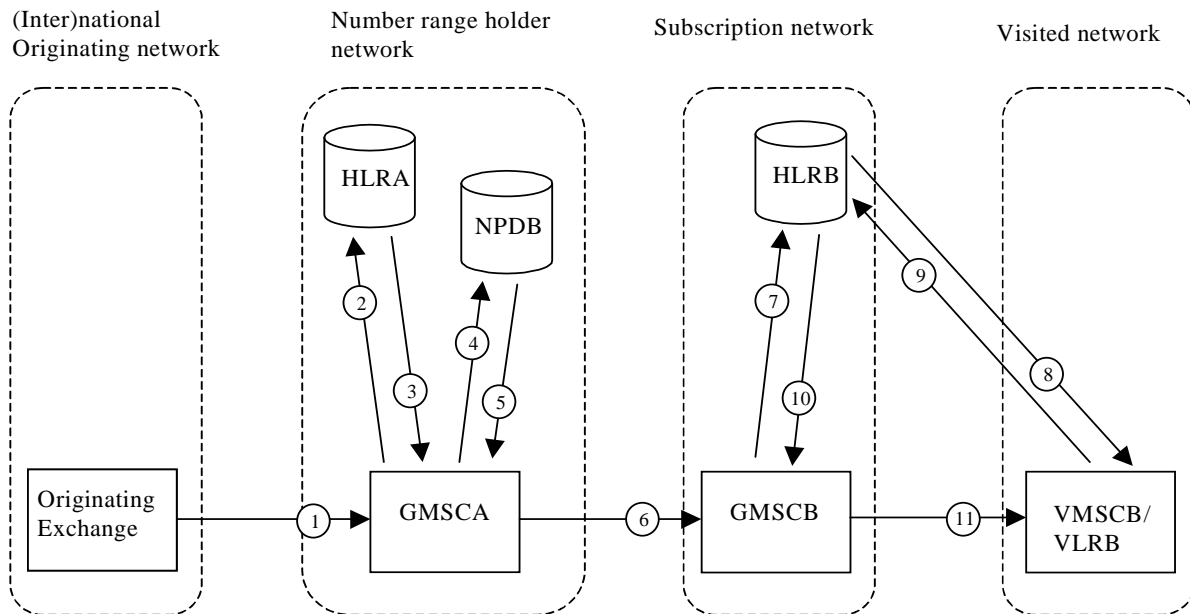 (Inter)national
Originating network
Number range holder
network
Subscription network
Visited network
HLRA
NPDB
HLRB
2
4
3
5
7
10
9
8
Originating
Exchange
1
GMSCA
6
GMSCB
11
VMSCB/
VLRB